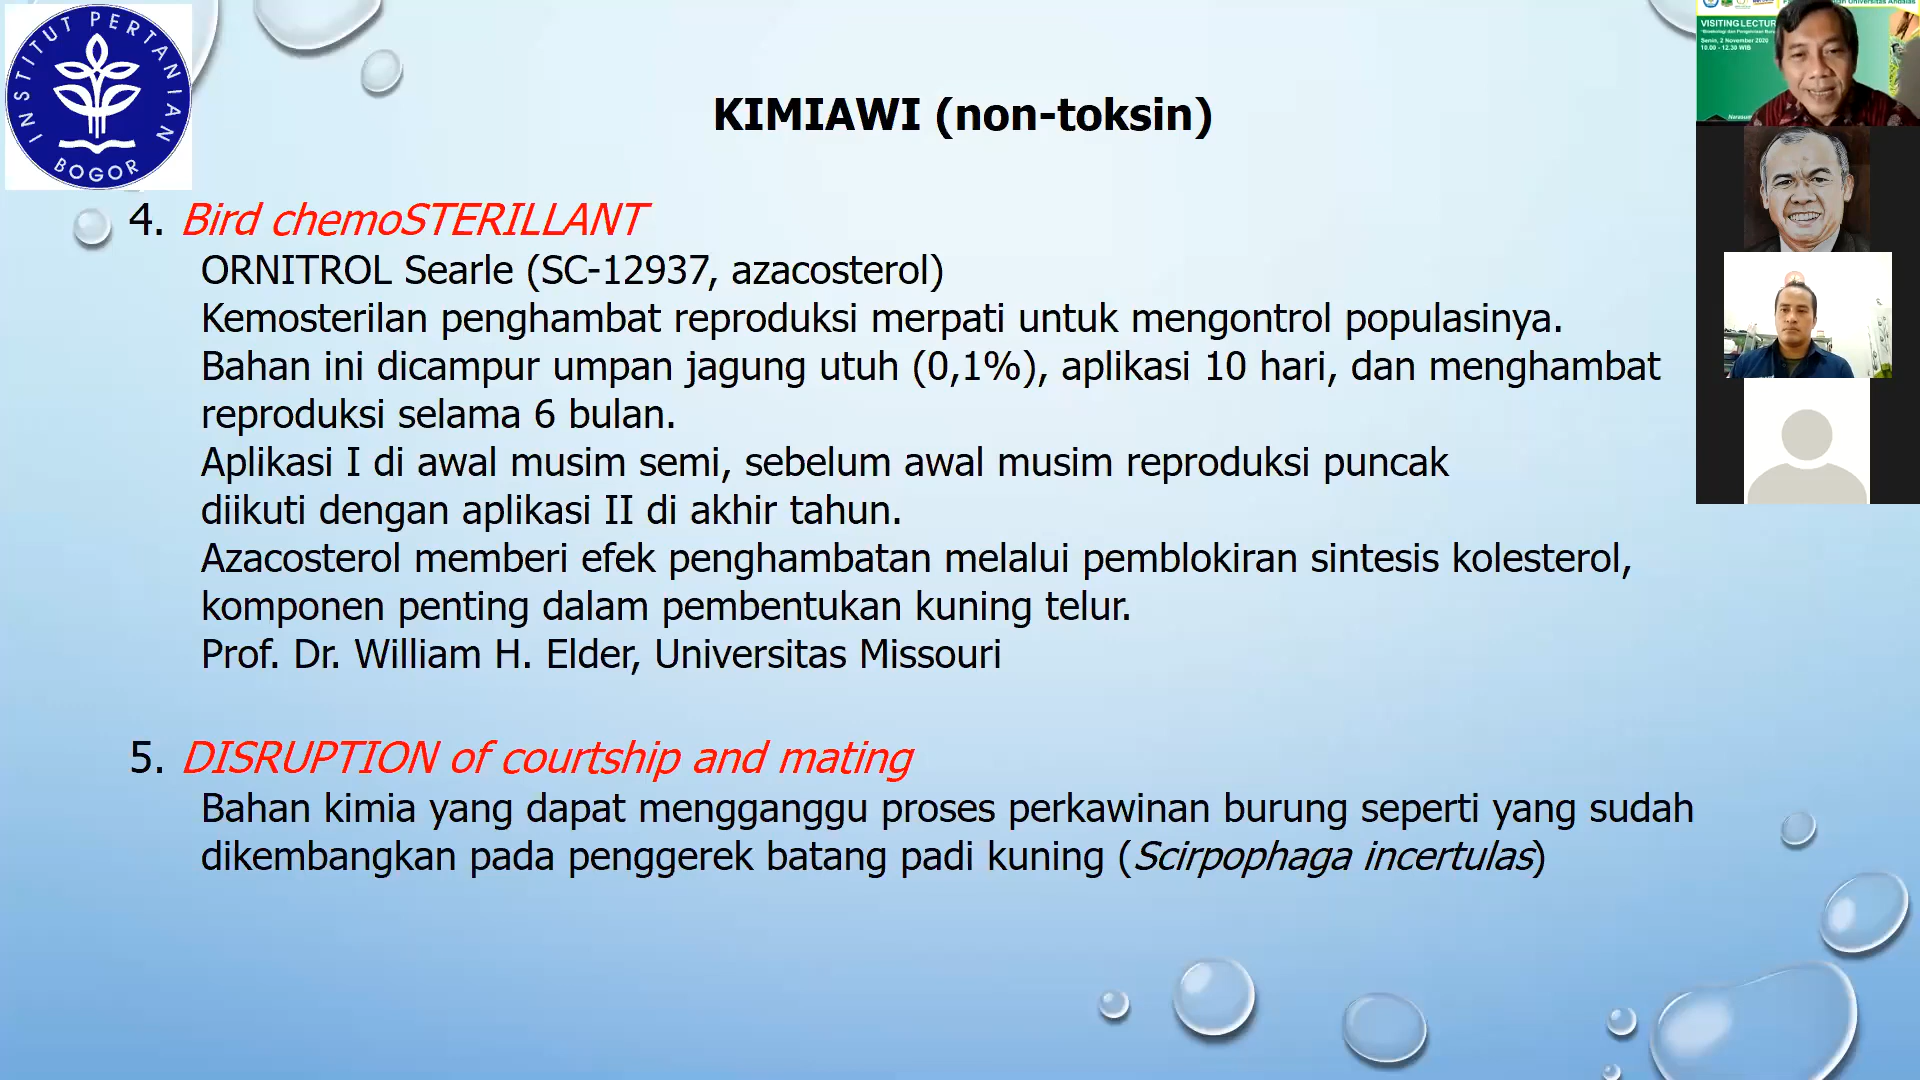 INSTITUT PERTANIAN
BOGOR
KIMIAWI (non-toksin)
4. Bird chemoSTERILLANT
ORNITROL Searle (SC-12937, azacosterol)
Kemosterilan penghambat reproduksi merpati untuk mengontrol populasinya.
Bahan ini dicampur umpan jagung utuh (0,1%), aplikasi 10 hari, dan menghambat
reproduksi selama 6 bulan.
Aplikasi I di awal musim semi, sebelum awal musim reproduksi puncak
diikuti dengan aplikasi II di akhir tahun.
Azacosterol memberi efek penghambatan melalui pemblokiran sintesis kolesterol,
komponen penting dalam pembentukan kuning telur.
Prof. Dr. William H. Elder, Universitas Missouri
5. DISRUPTION of courtship and mating
Bahan kimia yang dapat mengganggu proses perkawinan burung seperti yang sudah
dikembangkan pada penggerek batang padi kuning (Scirpophaga incertulas)
Universitas Andalas
VISITING LECTUR
Senin, 2 November 2020
10.00 - 12.30 WIB